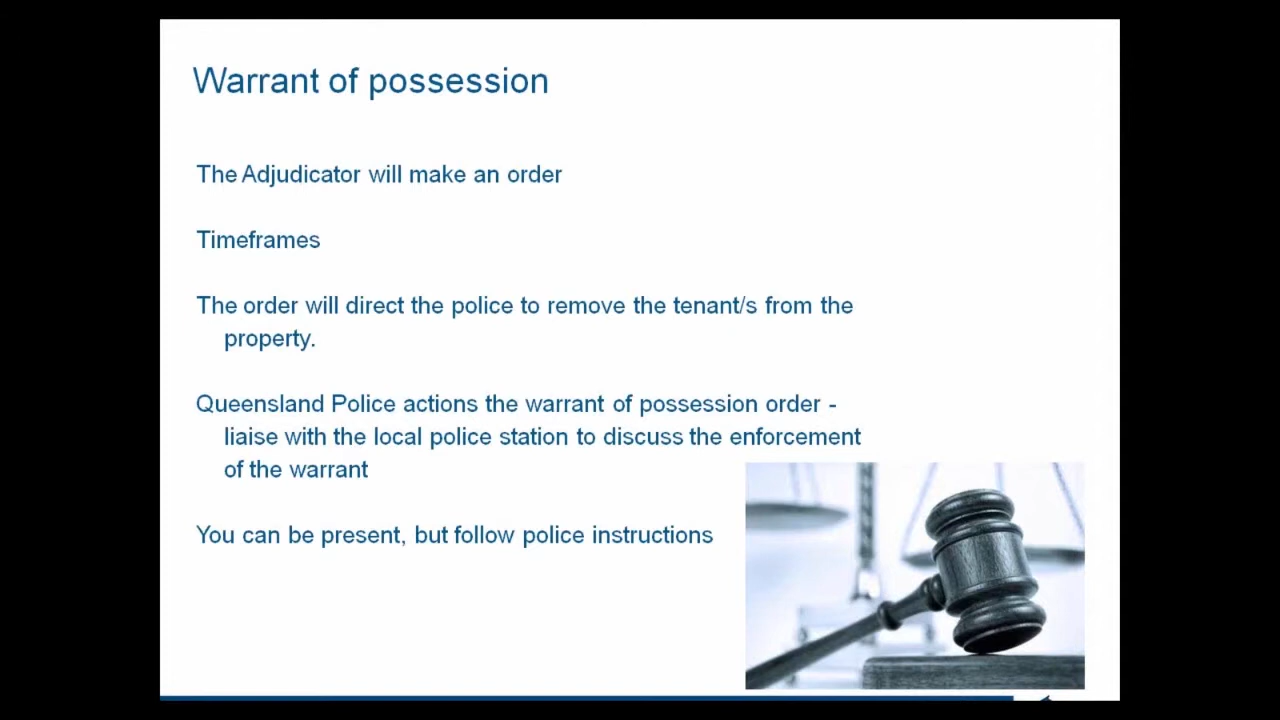 Warrant of possession
The Adjudicator will make an order
Timeframes
The order will direct the police to remove the tenant/s from the
property.
Queensland Police actions the warrant of possession order -
liaise with the local police station to discuss the enforcement
of the warrant
You can be present, but follow police instructions